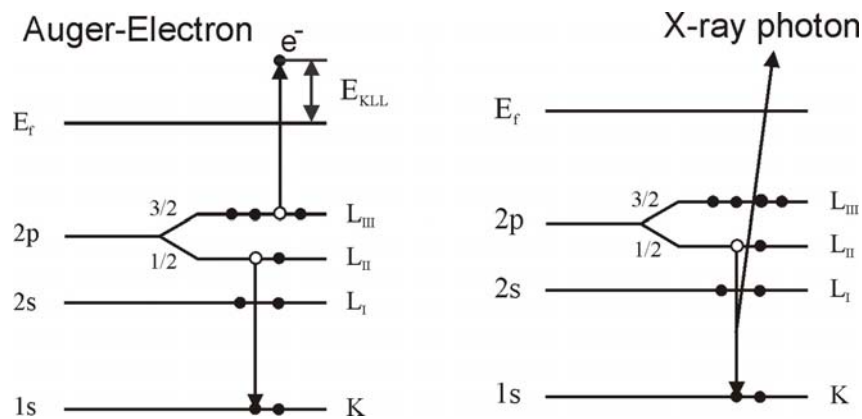 Auger-Electron
e-
E_KLL
E_f
3/2
L_III
2p
1/2
L_II
2s
L_I
1s
K
X-ray photon
E_f
3/2
L_III
2p
1/2
L_II
2s
L_I
1s
K